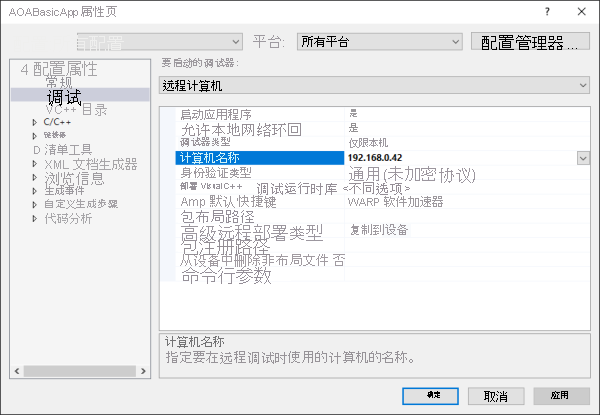 AOABasicApp 属性页
有配置
平台:
所有平台
配置管理器...
4 配置属性
常规
调试
VC++ 目录
C/C++
链接器
D 清单工具
XML 文档生成器
浏览信息
生成事件
自定义生成步骤
代码分析
要启动的调试器:
远程计算机
启动应用程序 是
允许本地网络环回 是
调试器类型 仅限本机
计算机名称 192.168.0.42
身份验证类型 通用(未加密协议)
部署 Visual C++ 调试运行时库 <不同选项>
Amp 默认快捷键 WARP 软件加速器
包布局路径
高级远程部署类型 复制到设备
包注册路径
从设备中删除非布局文件 否
命令行参数
计算机名称
指定要在远程调试时使用的计算机的名称。
确定 取消 应用